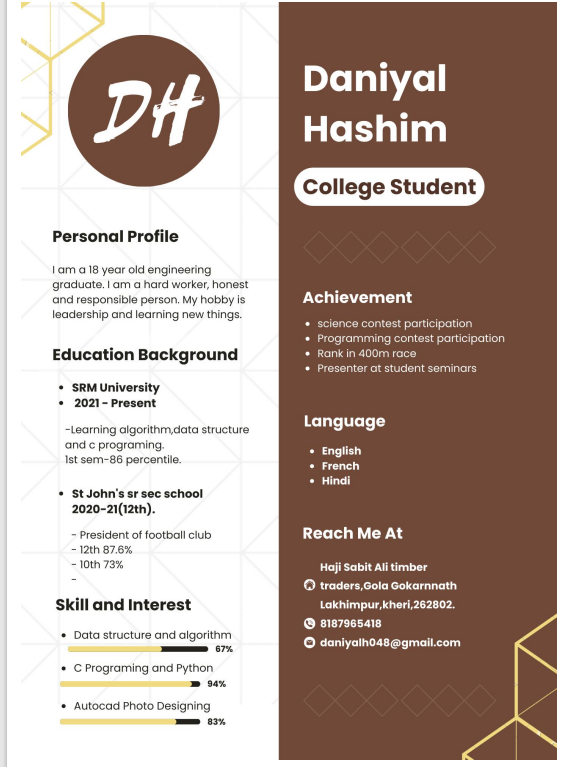 DH
Daniyal
Hashim
College Student
Personal Profile
I am a 18 year old engineering
graduate. I am a hard worker, honest
and responsible person. My hobby is
leadership and learning new things.
Education Background
• SRM University
• 2021 - Present
-Learning algorithm,data structure
and c programing.
1st sem-86 percentile.
• St John's sr sec school
2020-21(12th).
- President of football club
- 12th 87.6%
- 10th 73%
-
Skill and Interest
• Data structure and algorithm
67%
• C Programing and Python
94%
• Autocad Photo Designing
83%
Achievement
• science contest participation
• Programming contest participation
• Rank in 400m race
• Presenter at student seminars
Language
• English
• French
• Hindi
Reach Me At
Haji Sabit Ali timber
traders,Gola Gokarnnath
Lakhimpur,kheri,262802.
8187965418
daniyalh048@gmail.com